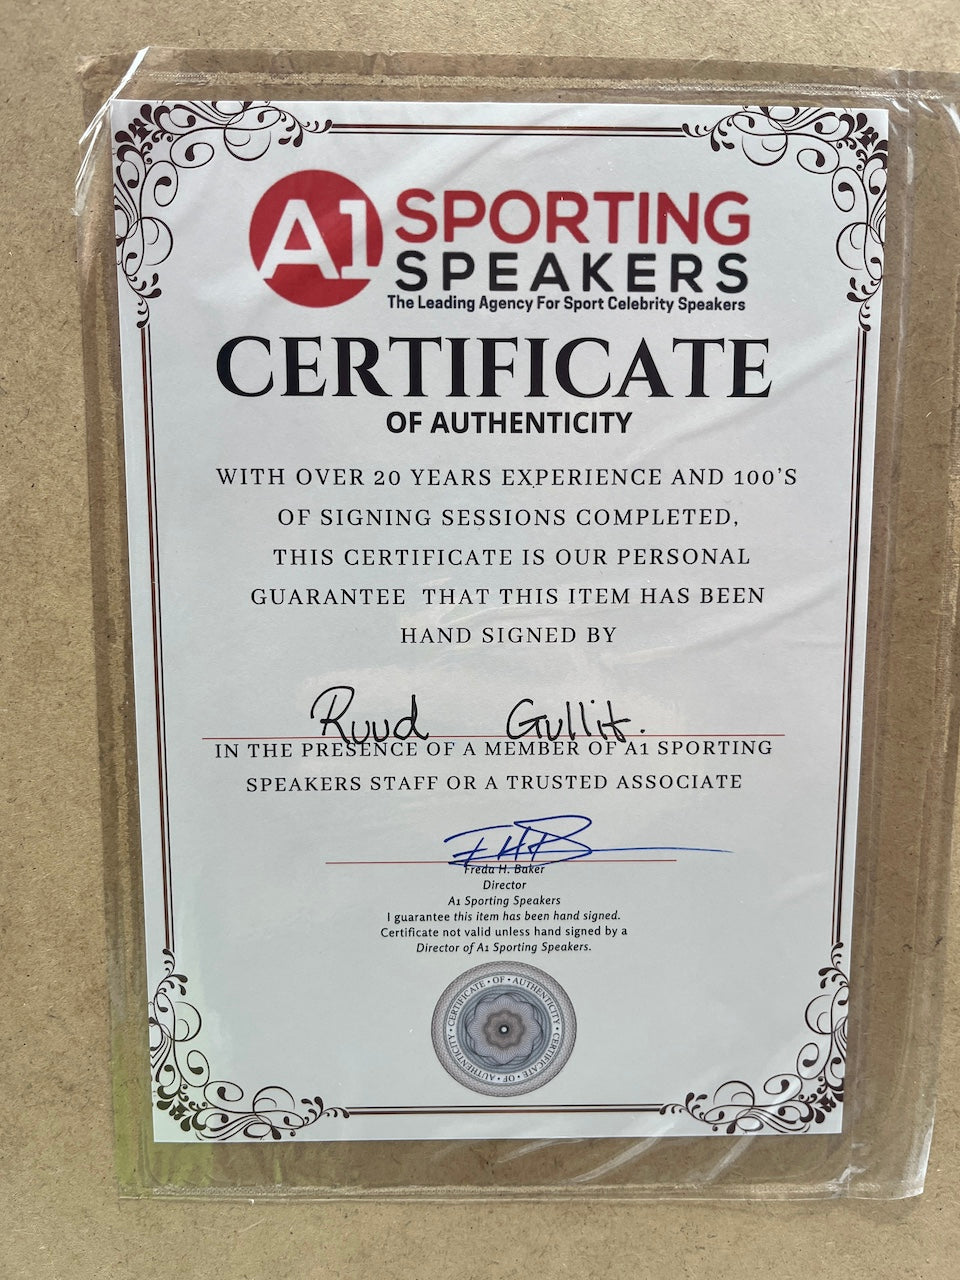 A1 SPORTING
SPEAKERS
The Leading Agency For Sport Celebrity Speakers
CERTIFICATE
OF AUTHENTICITY
WITH OVER 20 YEARS EXPERIENCE AND 100'S
OF SIGNING SESSIONS COMPLETED,
THIS CERTIFICATE IS OUR PERSONAL
GUARANTEE THAT THIS ITEM HAS BEEN
HAND SIGNED BY
Ruud Gullit.
IN THE PRESENCE OF A MEMBER OF A1 SPORTING
SPEAKERS STAFF OR A TRUSTED ASSOCIATE
FHB
Freda H. Baker
Director
A1 Sporting Speakers
I guarantee this item has been hand signed.
Certificate not valid unless hand signed by a
Director of A1 Sporting Speakers.
CERTIFICATE • OF • AUTHENTICITY • CERTIFICATE • OF • AUTHENTICITY •